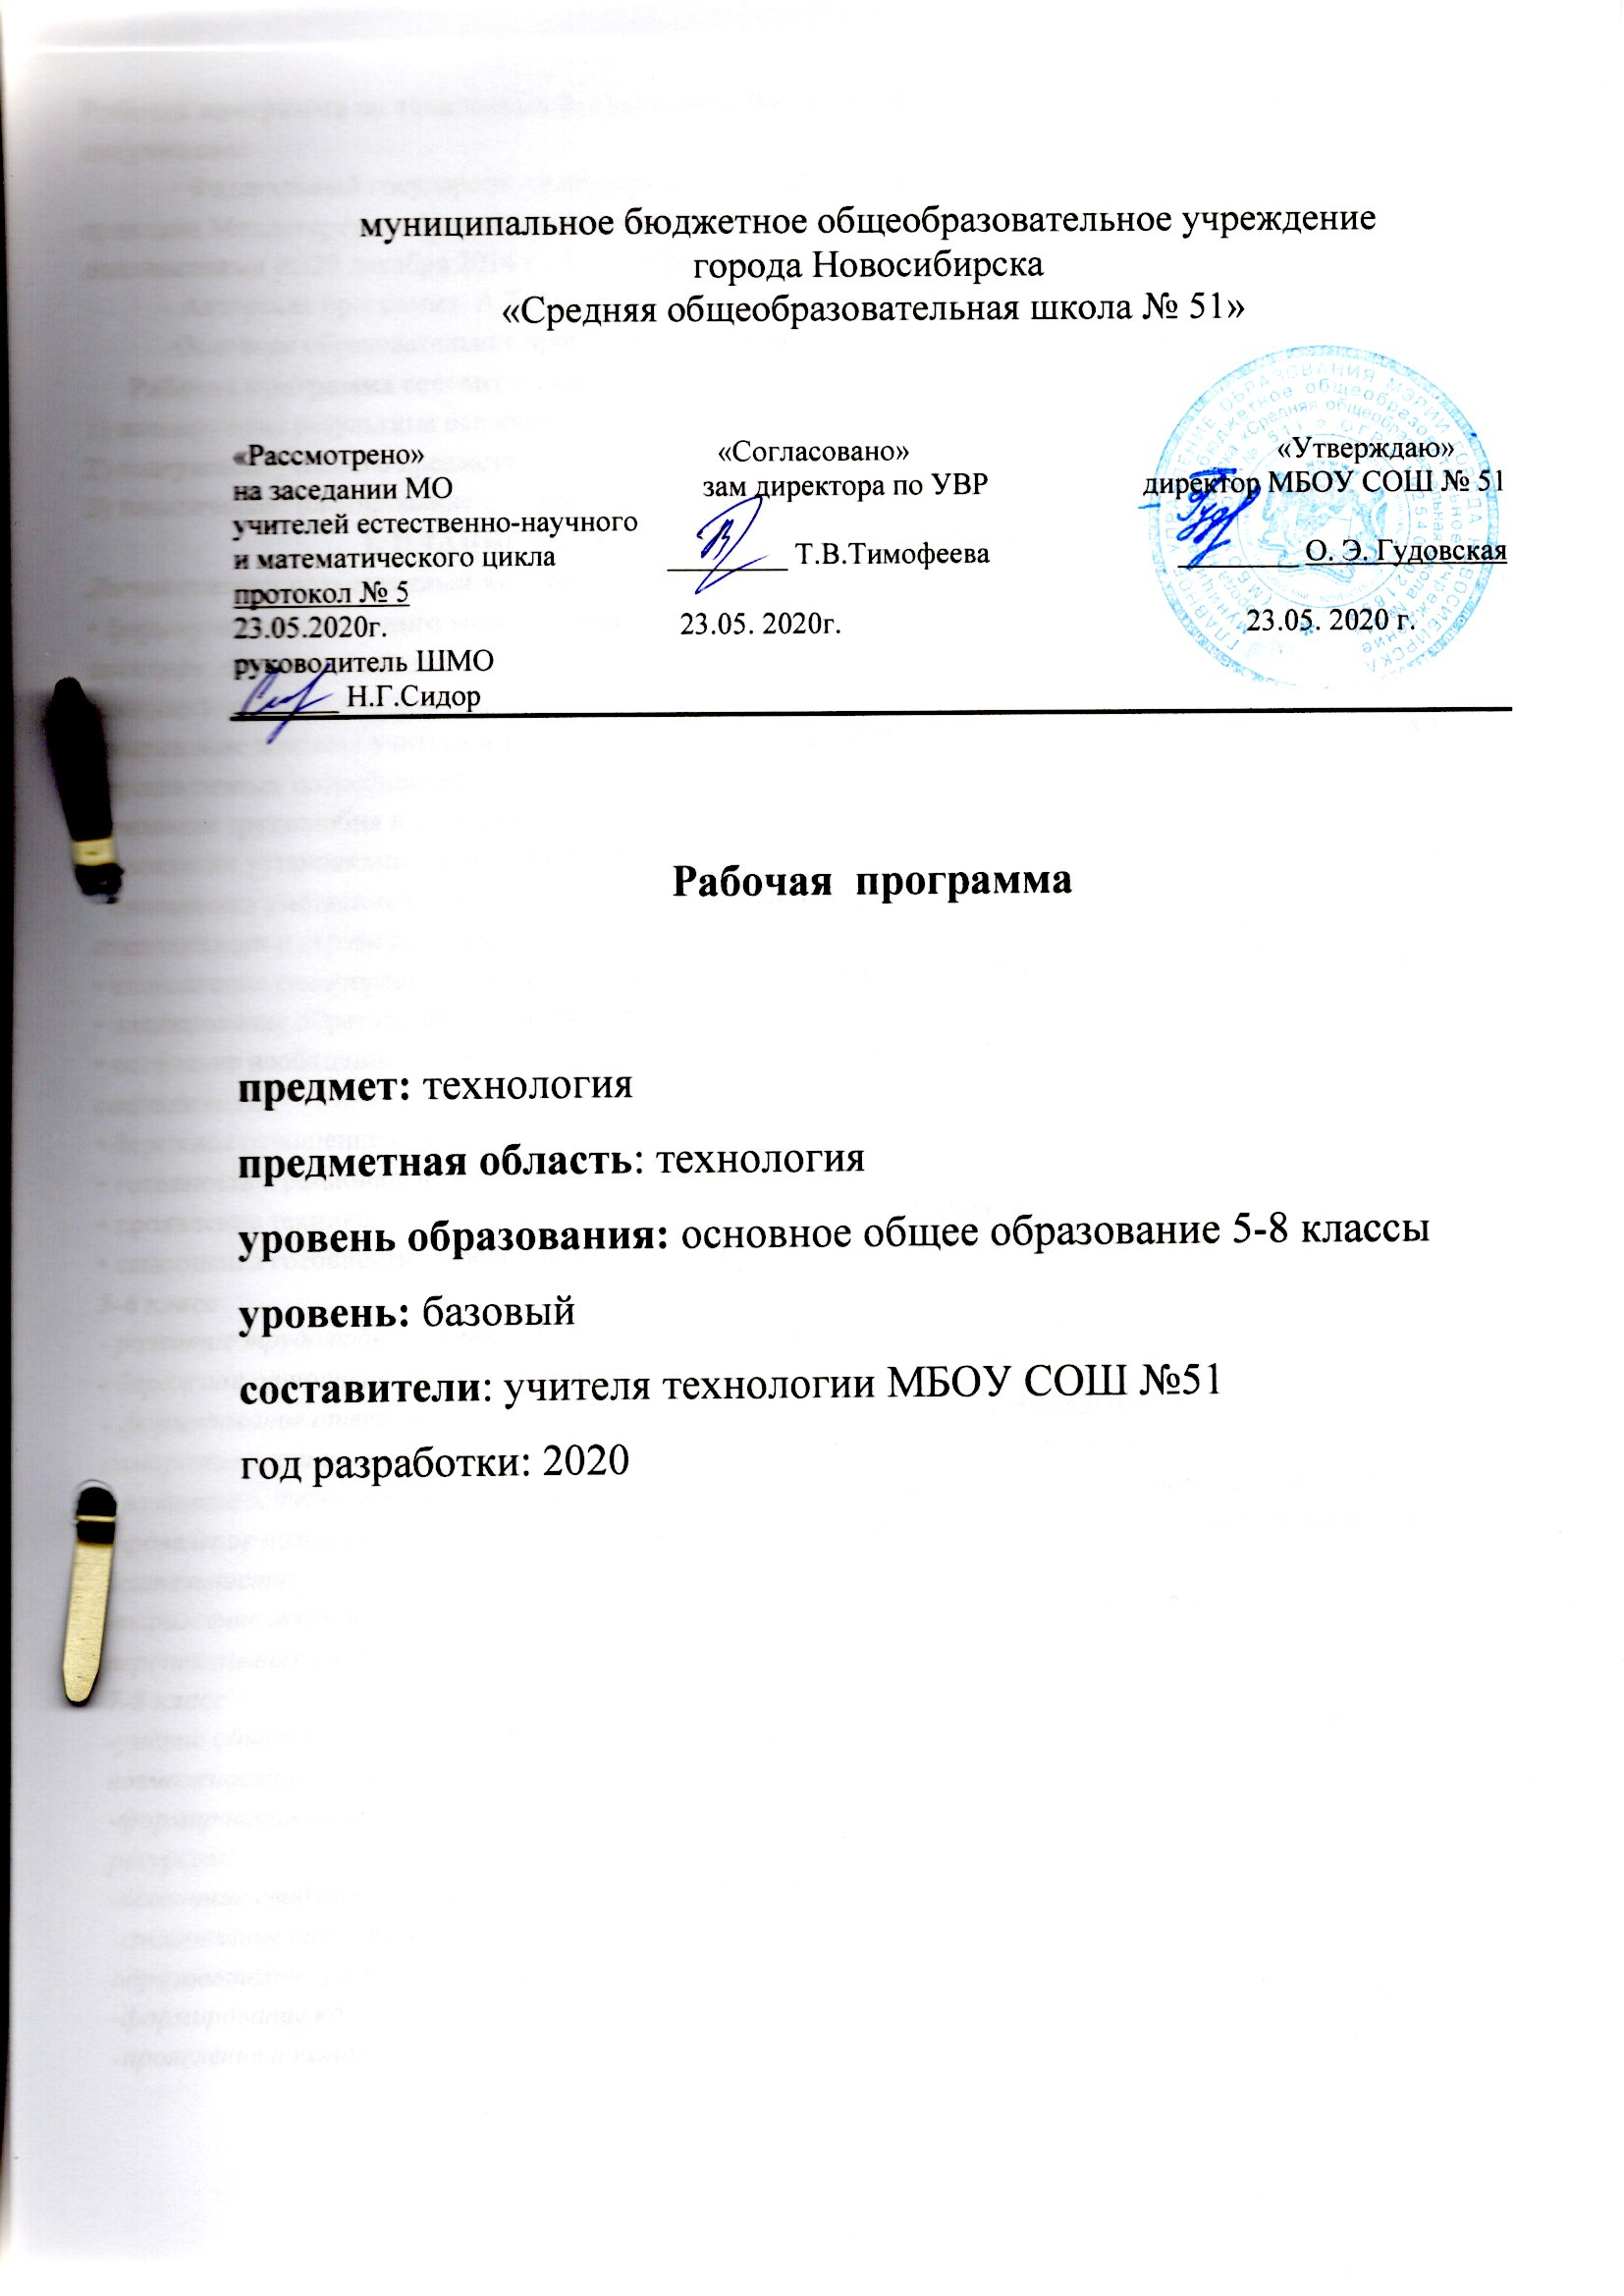 муниципальное бюджетное общеобразовательное учреждение
города Новосибирска
«Средняя общеобразовательная школа № 51»
«Рассмотрено»
на заседании МО
учителей естественно-научного
и математического цикла
протокол № 5
23.05.2020г.
руководитель ШМО
Н.Г.Сидор
«Согласовано»
зам директора по УВР
Т.В.Тимофеева
23.05. 2020г.
«Утверждаю»
директор МБОУ СОШ № 51
О. Э. Гудовская
23.05. 2020 г.
Рабочая программа
предмет: технология
предметная область: технология
уровень образования: основное общее образование 5-8 классы
уровень: базовый
составители: учителя технологии МБОУ СОШ №51
год разработки: 2020